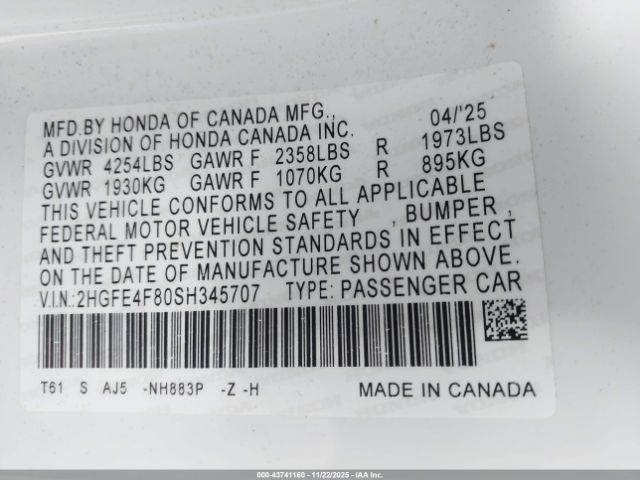 MFD.BY HONDA OF CANADA MFG., 04/'25
A DIVISION OF HONDA CANADA INC.
GVWR 4254LBS GAWR F 2358LBS R 1973LBS
GVWR 1930KG GAWR F 1070KG R 895KG
THIS VEHICLE CONFORMS TO ALL APPLICABLE
FEDERAL MOTOR VEHICLE SAFETY , BUMPER ,
AND THEFT PREVENTION STANDARDS IN EFFECT
ON THE DATE OF MANUFACTURE SHOWN ABOVE.
V.I.N.:2HGFE4F80SH345707 TYPE: PASSENGER CAR
T61 S AJ5 -NH883P -Z -H MADE IN CANADA
000-43741160 - 11/22/2025 - IAA Inc.